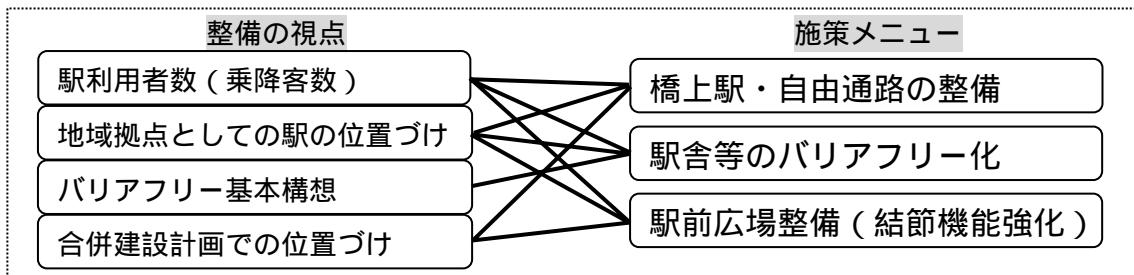 整備の視点
駅利用者数（乗降客数）
地域拠点としての駅の位置づけ
バリアフリー基本構想
合併建設計画での位置づけ
施策メニュー
橋上駅・自由通路の整備
駅舎等のバリアフリー化
駅前広場整備（結節機能強化）